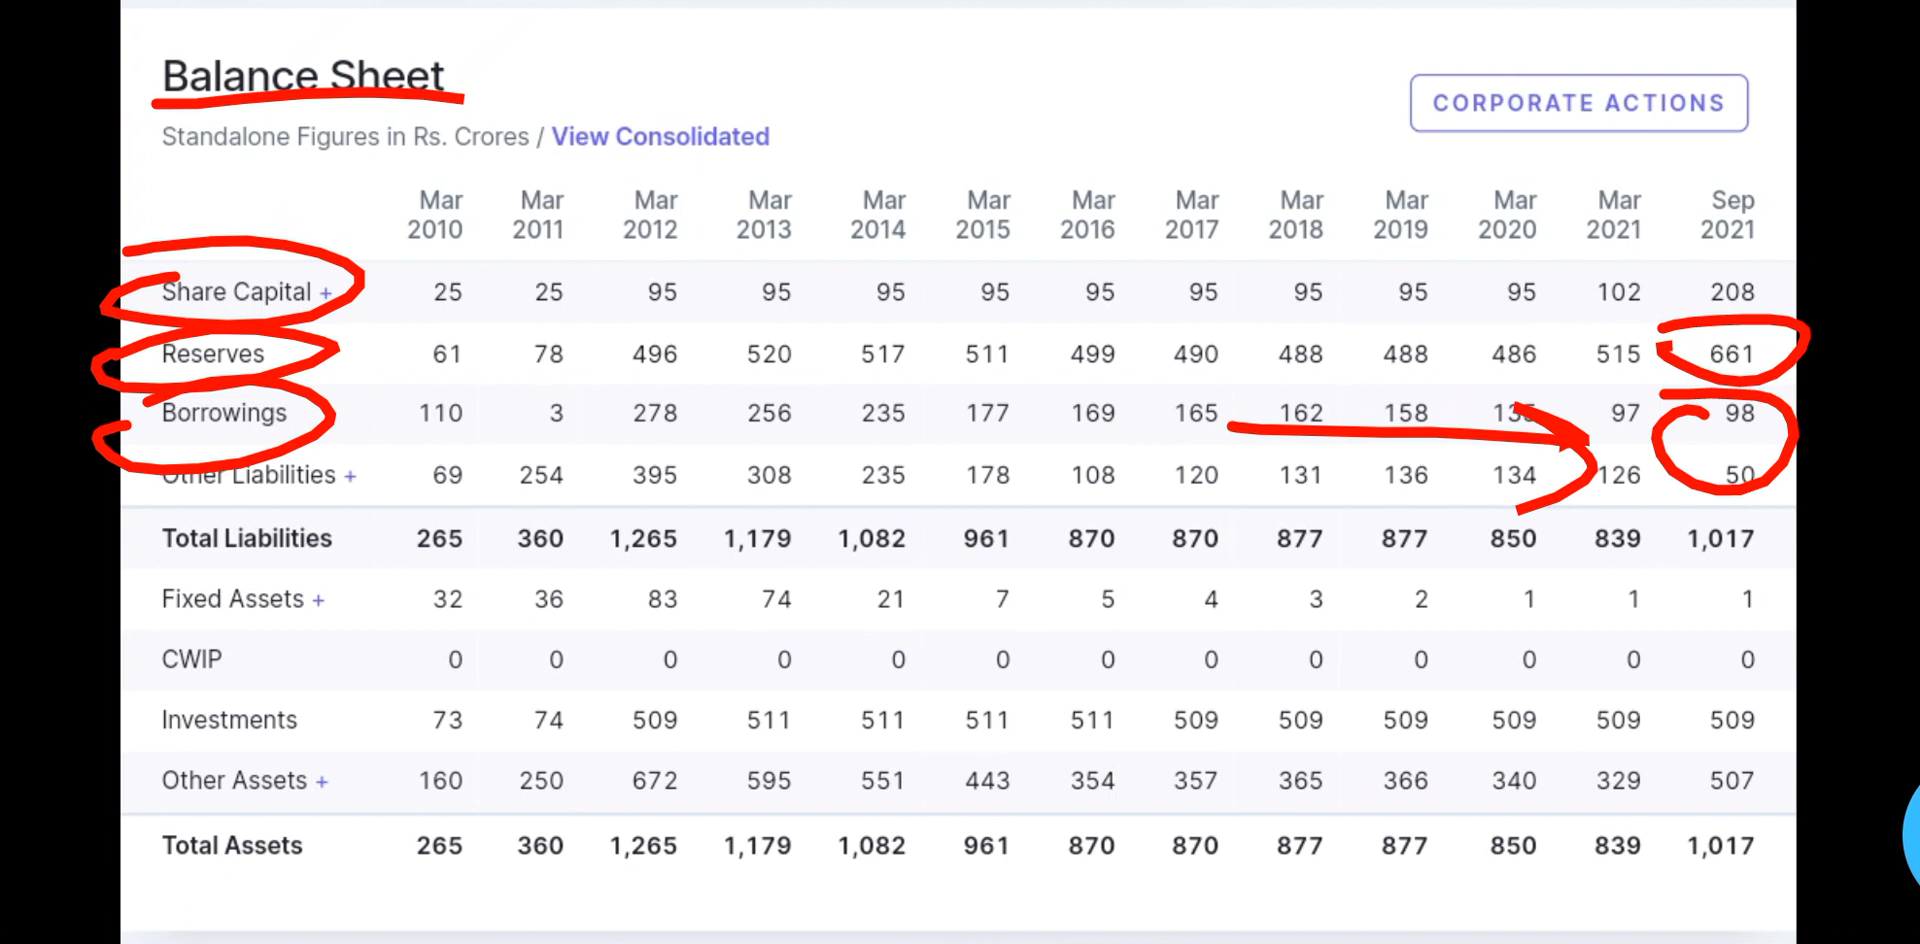 Balance Sheet
CORPORATE ACTIONS
Standalone Figures in Rs. Crores / View Consolidated
Mar 2010 Mar 2011 Mar 2012 Mar 2013 Mar 2014 Mar 2015 Mar 2016 Mar 2017 Mar 2018 Mar 2019 Mar 2020 Mar 2021 Sep 2021
Share Capital + 25 25 95 95 95 95 95 95 95 95 95 102 208
Reserves 61 78 496 520 517 511 499 490 488 488 486 515 661
Borrowings 110 3 278 256 235 177 169 165 162 158 135 97 98
Other Liabilities + 69 254 395 308 235 178 108 120 131 136 134 126 50
Total Liabilities 265 360 1,265 1,179 1,082 961 870 870 877 877 850 839 1,017
Fixed Assets + 32 36 83 74 21 7 5 4 3 2 1 1 1
CWIP 0 0 0 0 0 0 0 0 0 0 0 0 0
Investments 73 74 509 511 511 511 511 509 509 509 509 509 509
Other Assets + 160 250 672 595 551 443 354 357 365 366 340 329 507
Total Assets 265 360 1,265 1,179 1,082 961 870 870 877 877 850 839 1,017